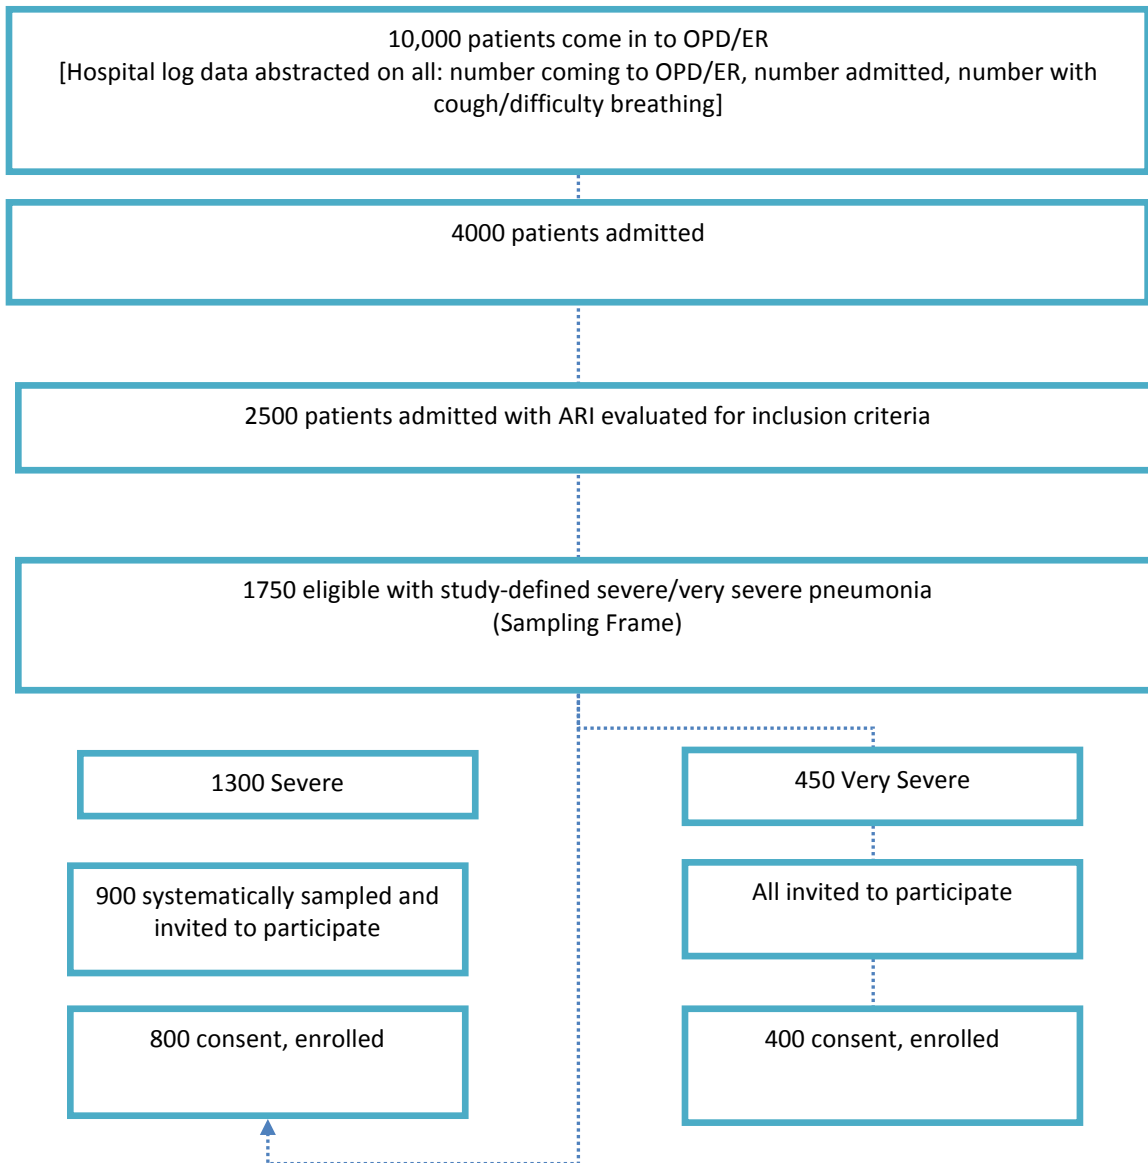 10,000 patients come in to OPD/ER
[Hospital log data abstracted on all: number coming to OPD/ER, number admitted, number with
cough/difficulty breathing]
4000 patients admitted
2500 patients admitted with ARI evaluated for inclusion criteria
1750 eligible with study-defined severe/very severe pneumonia
(Sampling Frame)
1300 Severe
900 systematically sampled and
invited to participate
800 consent, enrolled
450 Very Severe
All invited to participate
400 consent, enrolled